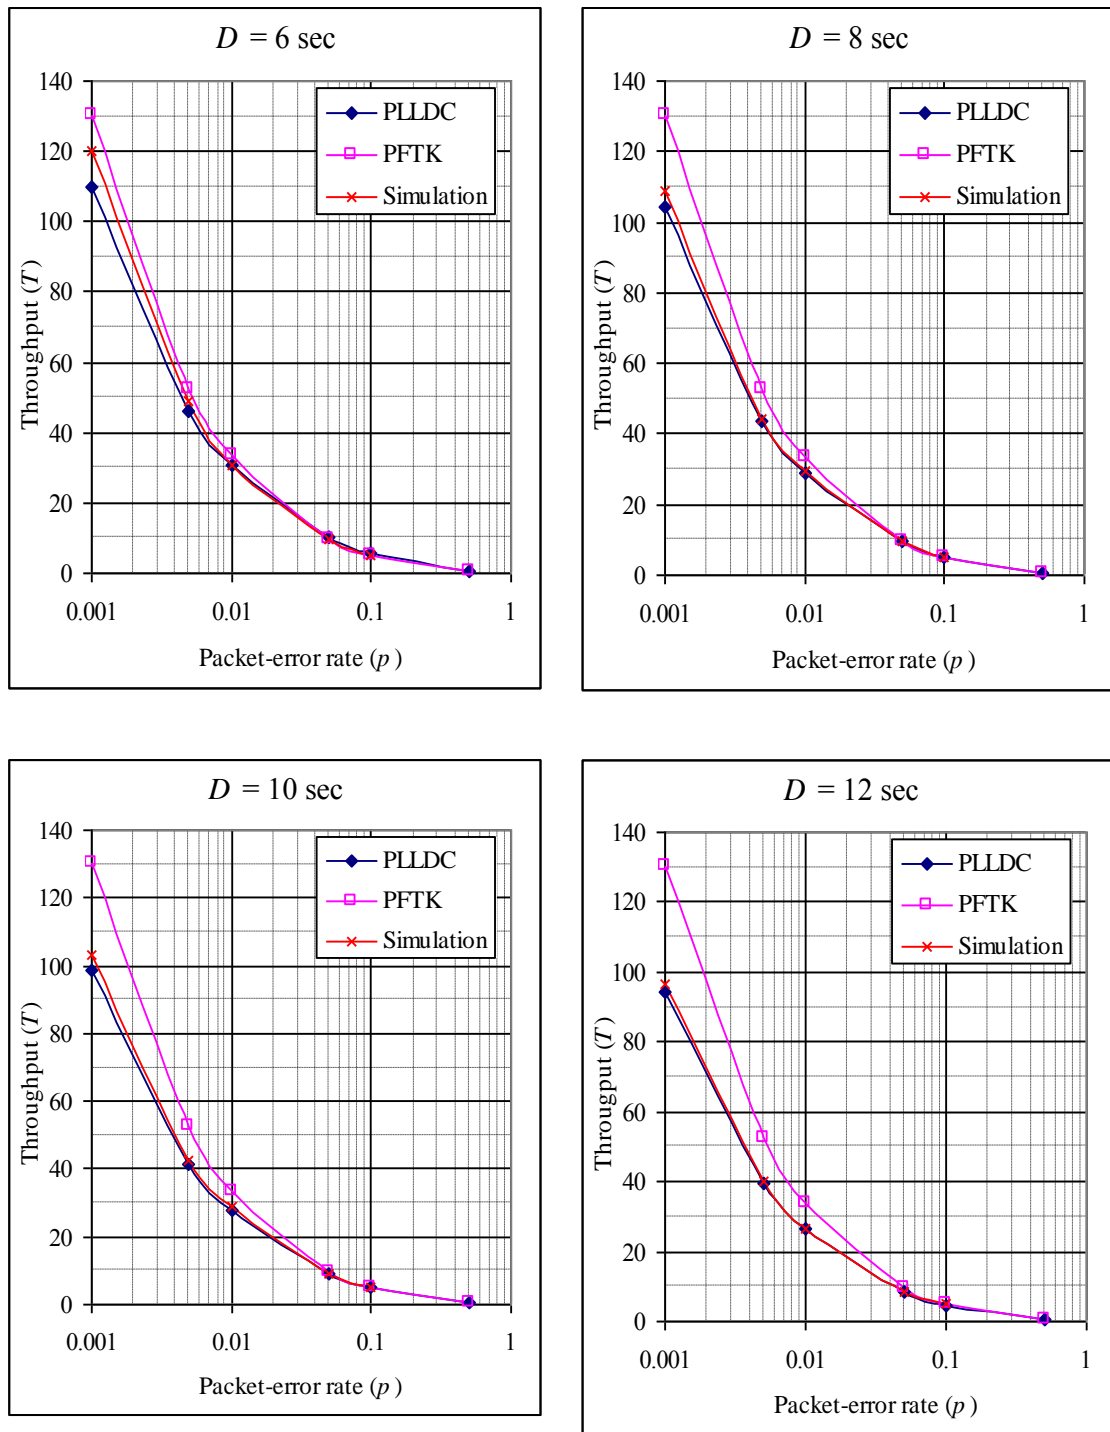 D = 6 sec
140
120
100
80
60
40
20
0
0.001 0.01 0.1 1
Throughput (T)
Packet-error rate (p)
PLLDC
PFTK
Simulation
D = 8 sec
140
120
100
80
60
40
20
0
0.001 0.01 0.1 1
Throughput (T)
Packet-error rate (p)
PLLDC
PFTK
Simulation
D = 10 sec
140
120
100
80
60
40
20
0
0.001 0.01 0.1 1
Throughput (T)
Packet-error rate (p)
PLLDC
PFTK
Simulation
D = 12 sec
140
120
100
80
60
40
20
0
0.001 0.01 0.1 1
Througput (T)
Packet-error rate (p)
PLLDC
PFTK
Simulation